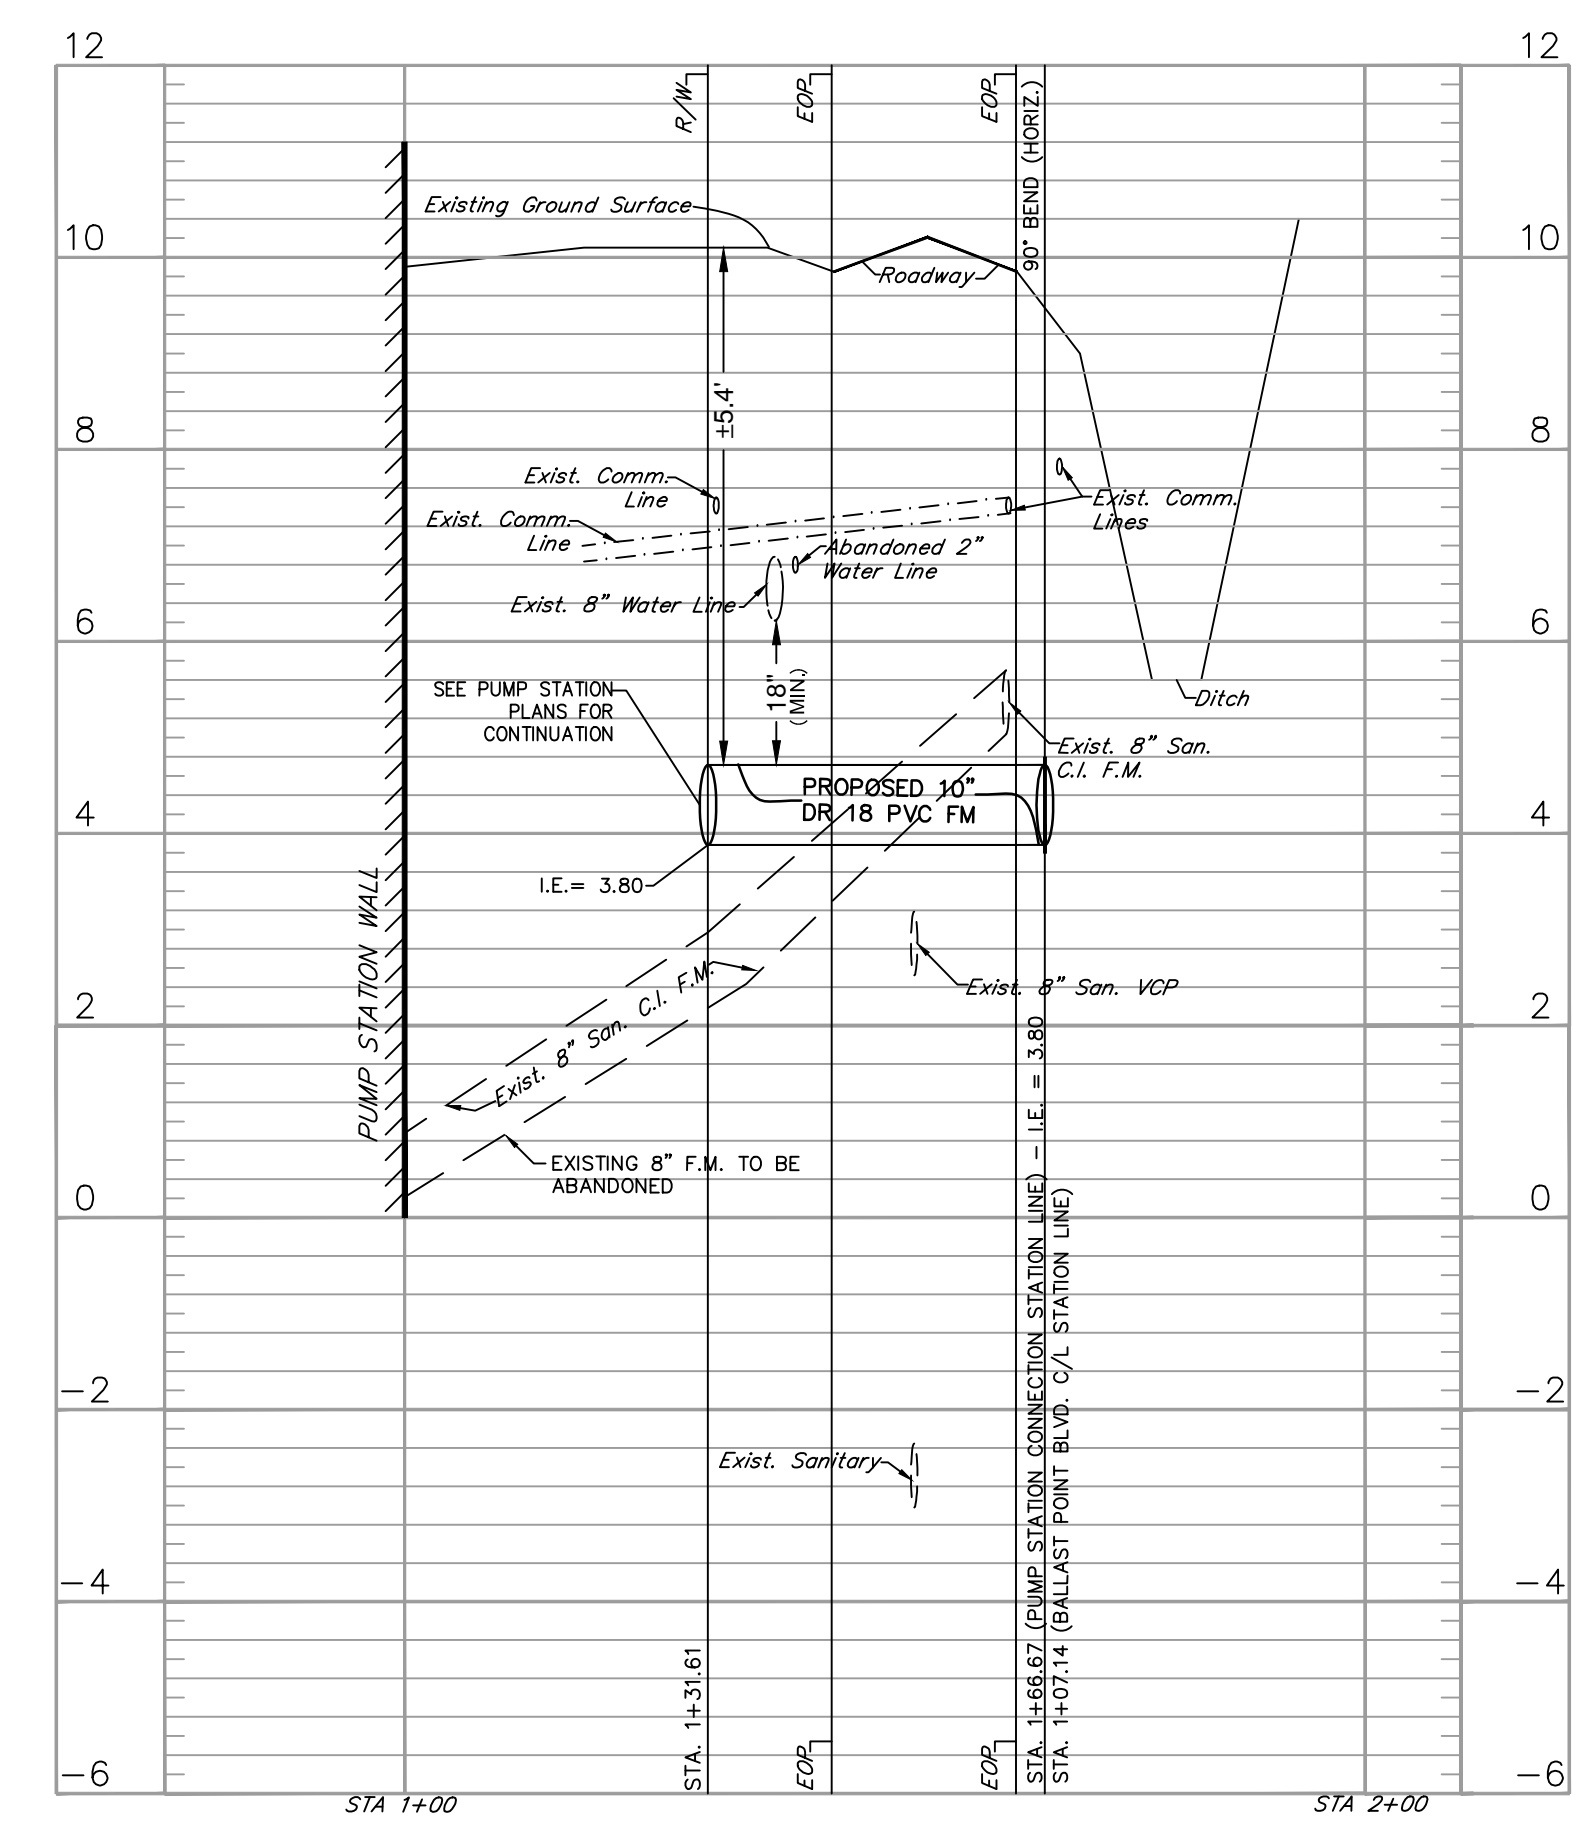 12
12
R/W
EOP
EOP
90° BEND (HORIZ.)
Existing Ground Surface
10
10
Roadway
±5.4'
8
8
Exist. Comm.
Line
Exist. Comm.
Line
Exist. Comm.
Lines
Abandoned 2"
Water Line
Exist. 8" Water Line
6
6
18"
(MIN.)
SEE PUMP STATION
PLANS FOR
CONTINUATION
Ditch
Exist. 8" San.
C.I. F.M.
PROPOSED 10"
DR 18 PVC FM
4
4
I.E.= 3.80
PUMP STATION WALL
Exist. 8" San. VCP
Exist. 8" San. C.I. F.M.
2
2
EXISTING 8" F.M. TO BE
ABANDONED
0
0
-2
-2
Exist. Sanitary
-4
-4
STA. 1+31.61
EOP
EOP
STA. 1+66.67 (PUMP STATION CONNECTION STATION LINE) - I.E. = 3.80
STA. 1+07.14 (BALLAST POINT BLVD. C/L STATION LINE)
-6
-6
STA 1+00
STA 2+00